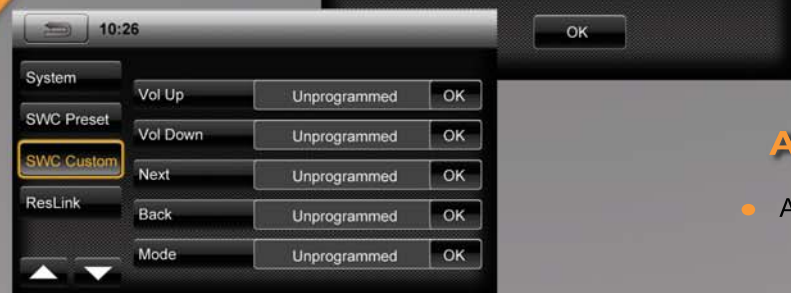 10:26
OK
System
SWC Preset
SWC Custom
ResLink
Vol Up Unprogrammed OK
Vol Down Unprogrammed OK
Next Unprogrammed OK
Back Unprogrammed OK
Mode Unprogrammed OK
A
A